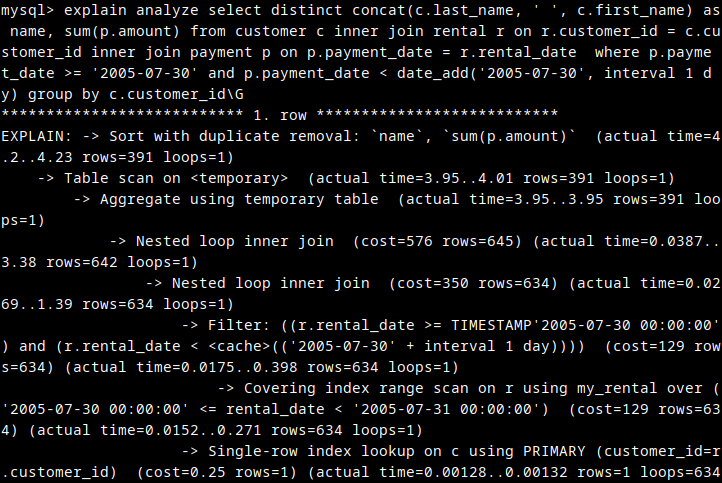 mysql> explain analyze select distinct concat(c.last_name, ' ', c.first_name) as
 name, sum(p.amount) from customer c inner join rental r on r.customer_id = c.cu
stomer_id inner join payment p on p.payment_date = r.rental_date  where p.payme
t_date >= '2005-07-30' and p.payment_date < date_add('2005-07-30', interval 1 d
y) group by c.customer_id\G
*************************** 1. row ***************************
EXPLAIN: -> Sort with duplicate removal: `name`, `sum(p.amount)`  (actual time=4
.2..4.23 rows=391 loops=1)
    -> Table scan on <temporary>  (actual time=3.95..4.01 rows=391 loops=1)
        -> Aggregate using temporary table  (actual time=3.95..3.95 rows=391 loo
ps=1)
            -> Nested loop inner join  (cost=576 rows=645) (actual time=0.0387..
3.38 rows=642 loops=1)
                -> Nested loop inner join  (cost=350 rows=634) (actual time=0.02
69..1.39 rows=634 loops=1)
                    -> Filter: ((r.rental_date >= TIMESTAMP'2005-07-30 00:00:00'
) and (r.rental_date < <cache>(('2005-07-30' + interval 1 day))))  (cost=129 row
s=634) (actual time=0.0175..0.398 rows=634 loops=1)
                        -> Covering index range scan on r using my_rental over (
'2005-07-30 00:00:00' <= rental_date < '2005-07-31 00:00:00')  (cost=129 rows=63
4) (actual time=0.0152..0.271 rows=634 loops=1)
                    -> Single-row index lookup on c using PRIMARY (customer_id=r
.customer_id)  (cost=0.25 rows=1) (actual time=0.00128..0.00132 rows=1 loops=634